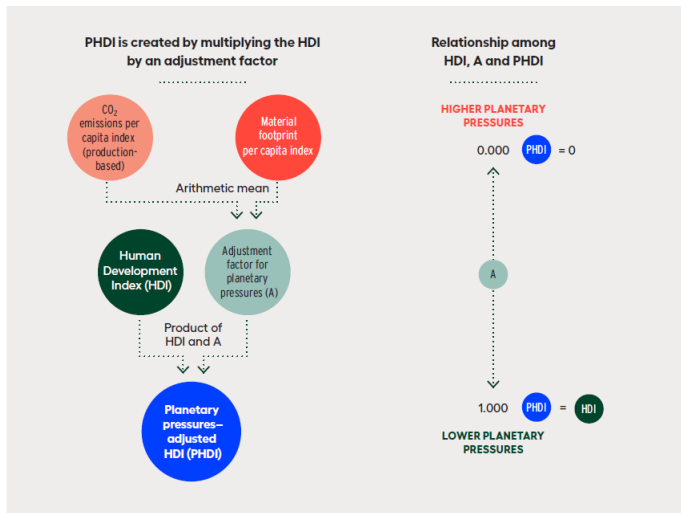 PHDI is created by multiplying the HDI
by an adjustment factor
CO₂
emissions per
capita index
(production-
based)
Material
footprint
per capita index
Arithmetic mean
Human
Development
Index (HDI)
Adjustment
factor for
planetary
pressures (A)
Product of
HDI and A
Planetary
pressures–
adjusted
HDI (PHDI)
Relationship among
HDI, A and PHDI
HIGHER PLANETARY
PRESSURES
0.000 PHDI = 0
A
1.000 PHDI = HDI
LOWER PLANETARY
PRESSURES